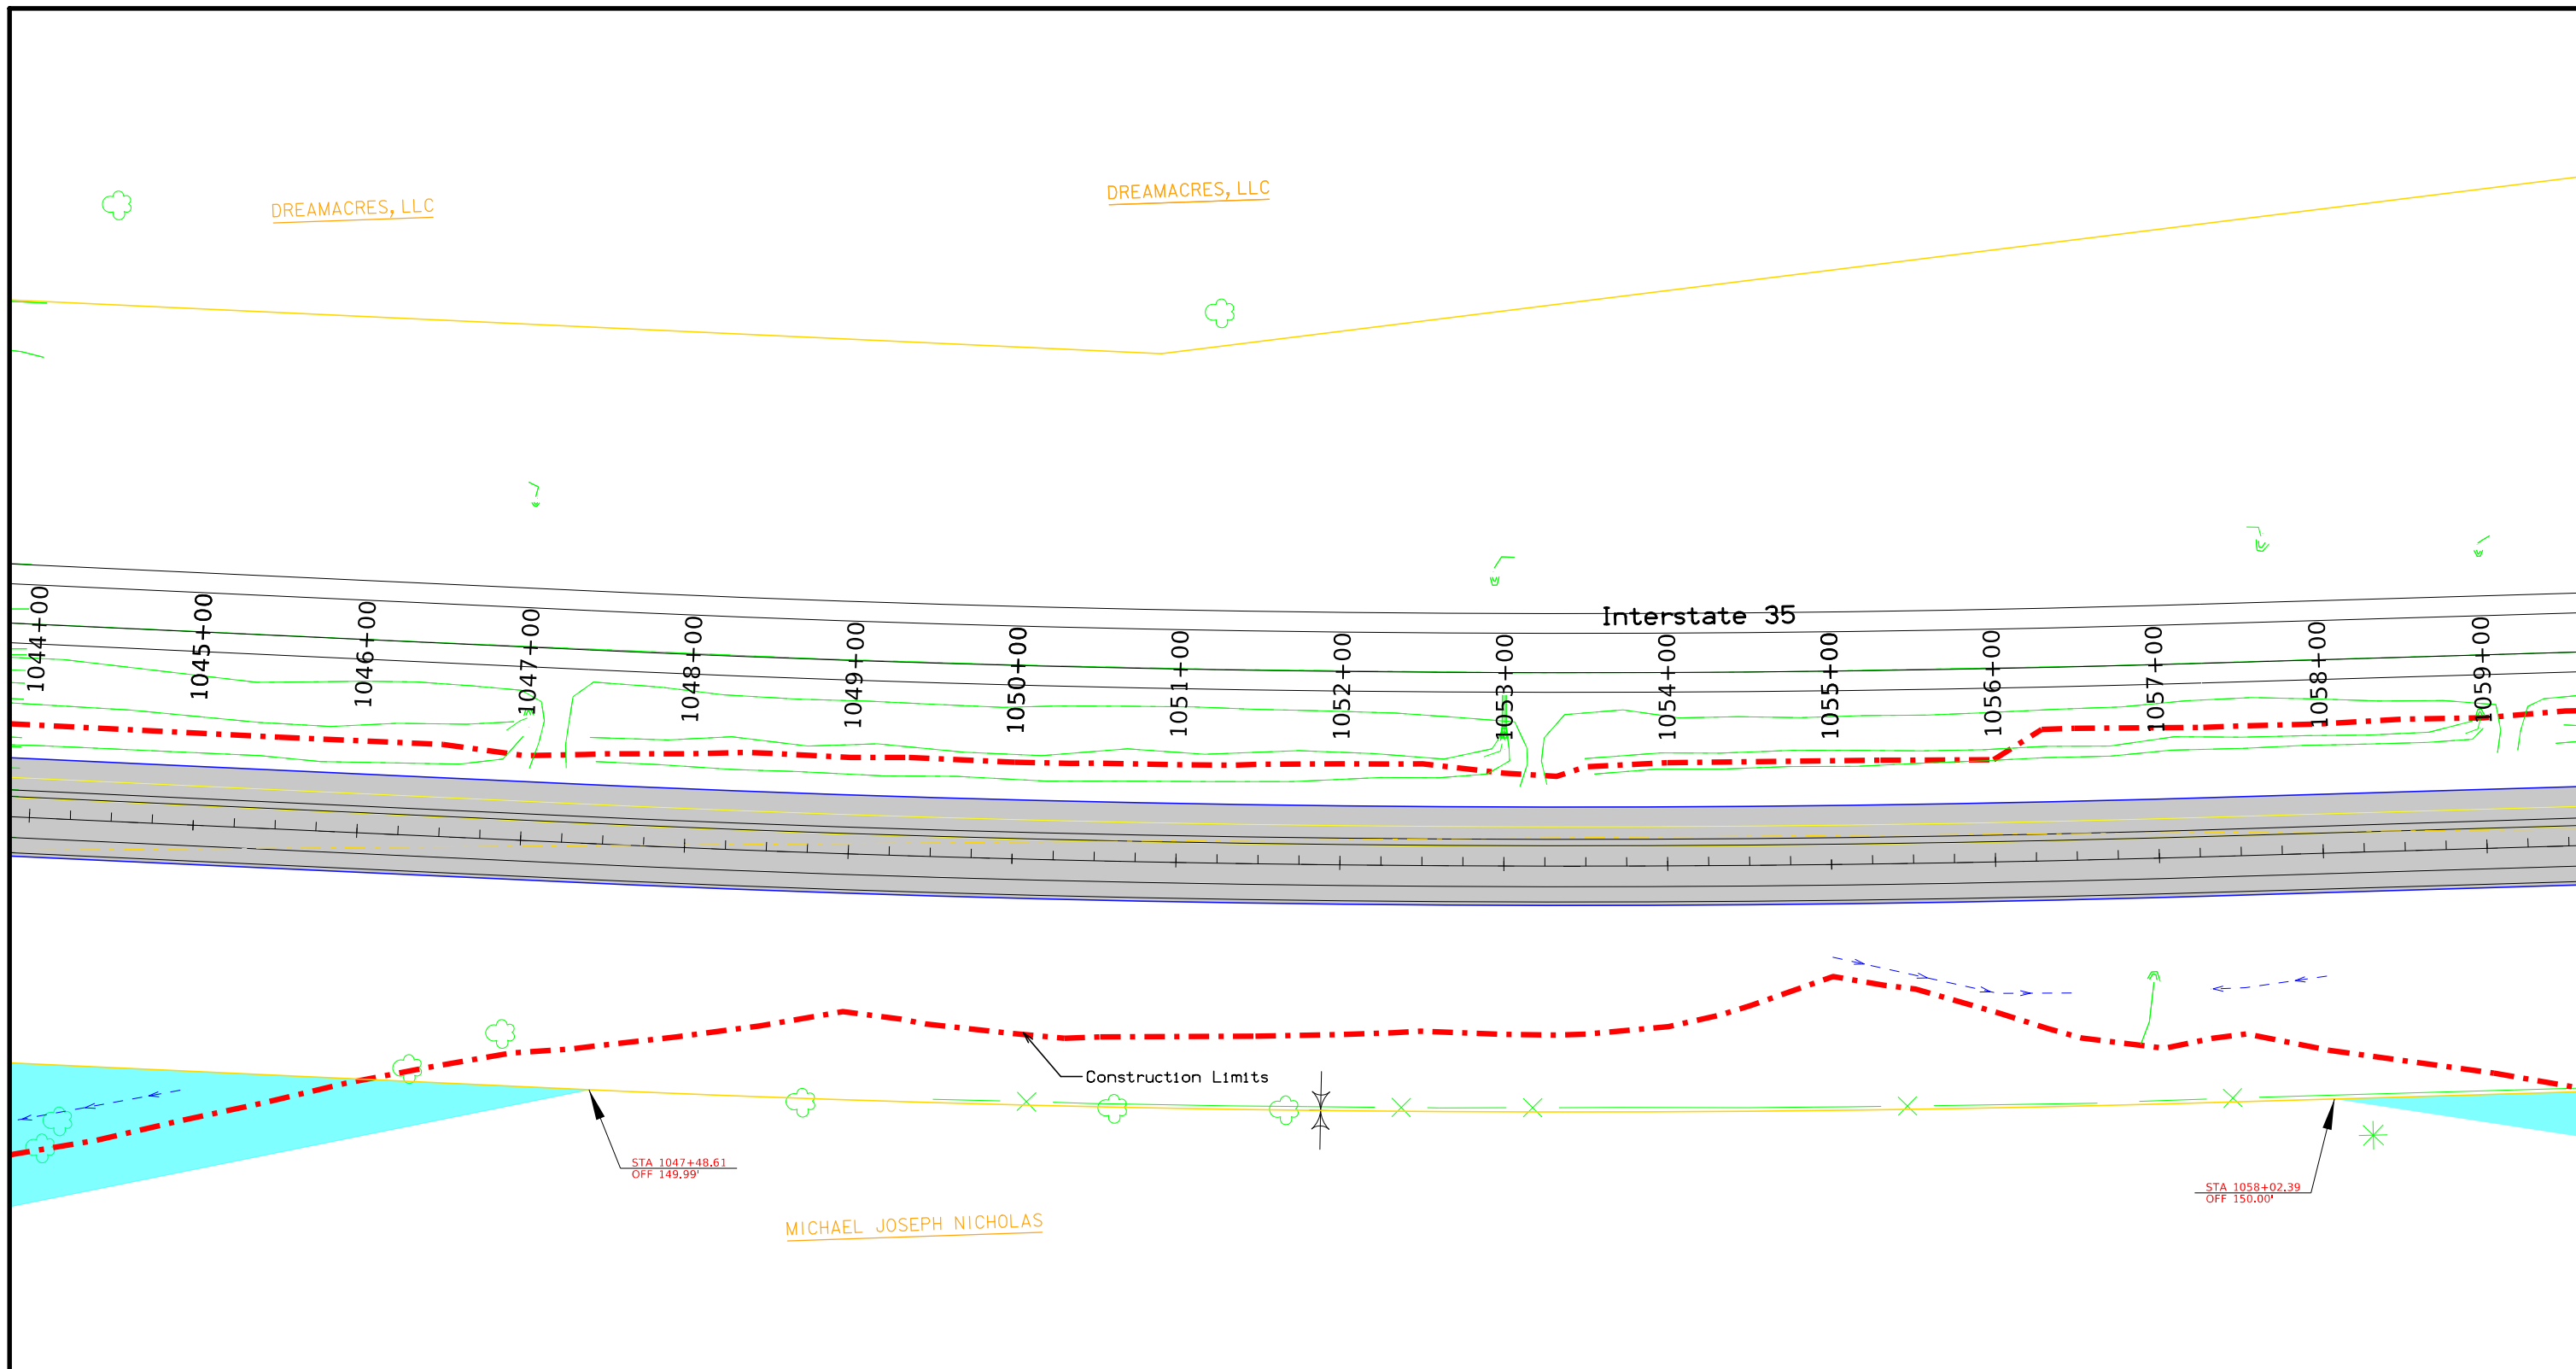 DREAMACRES, LLC
DREAMACRES, LLC
Interstate 35
1044+00
1045+00
1046+00
1047+00
1048+00
1049+00
1050+00
1051+00
1052+00
1053+00
1054+00
1055+00
1056+00
1057+00
1058+00
1059+00
Construction Limits
STA 1047+48.61
OFF 149.99'
STA 1058+02.39
OFF 150.00'
MICHAEL JOSEPH NICHOLAS